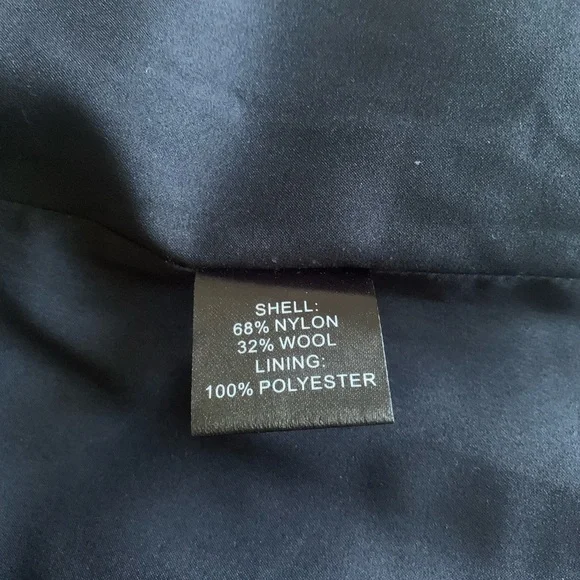 SHELL:
68% NYLON
32% WOOL
LINING:
100% POLYESTER